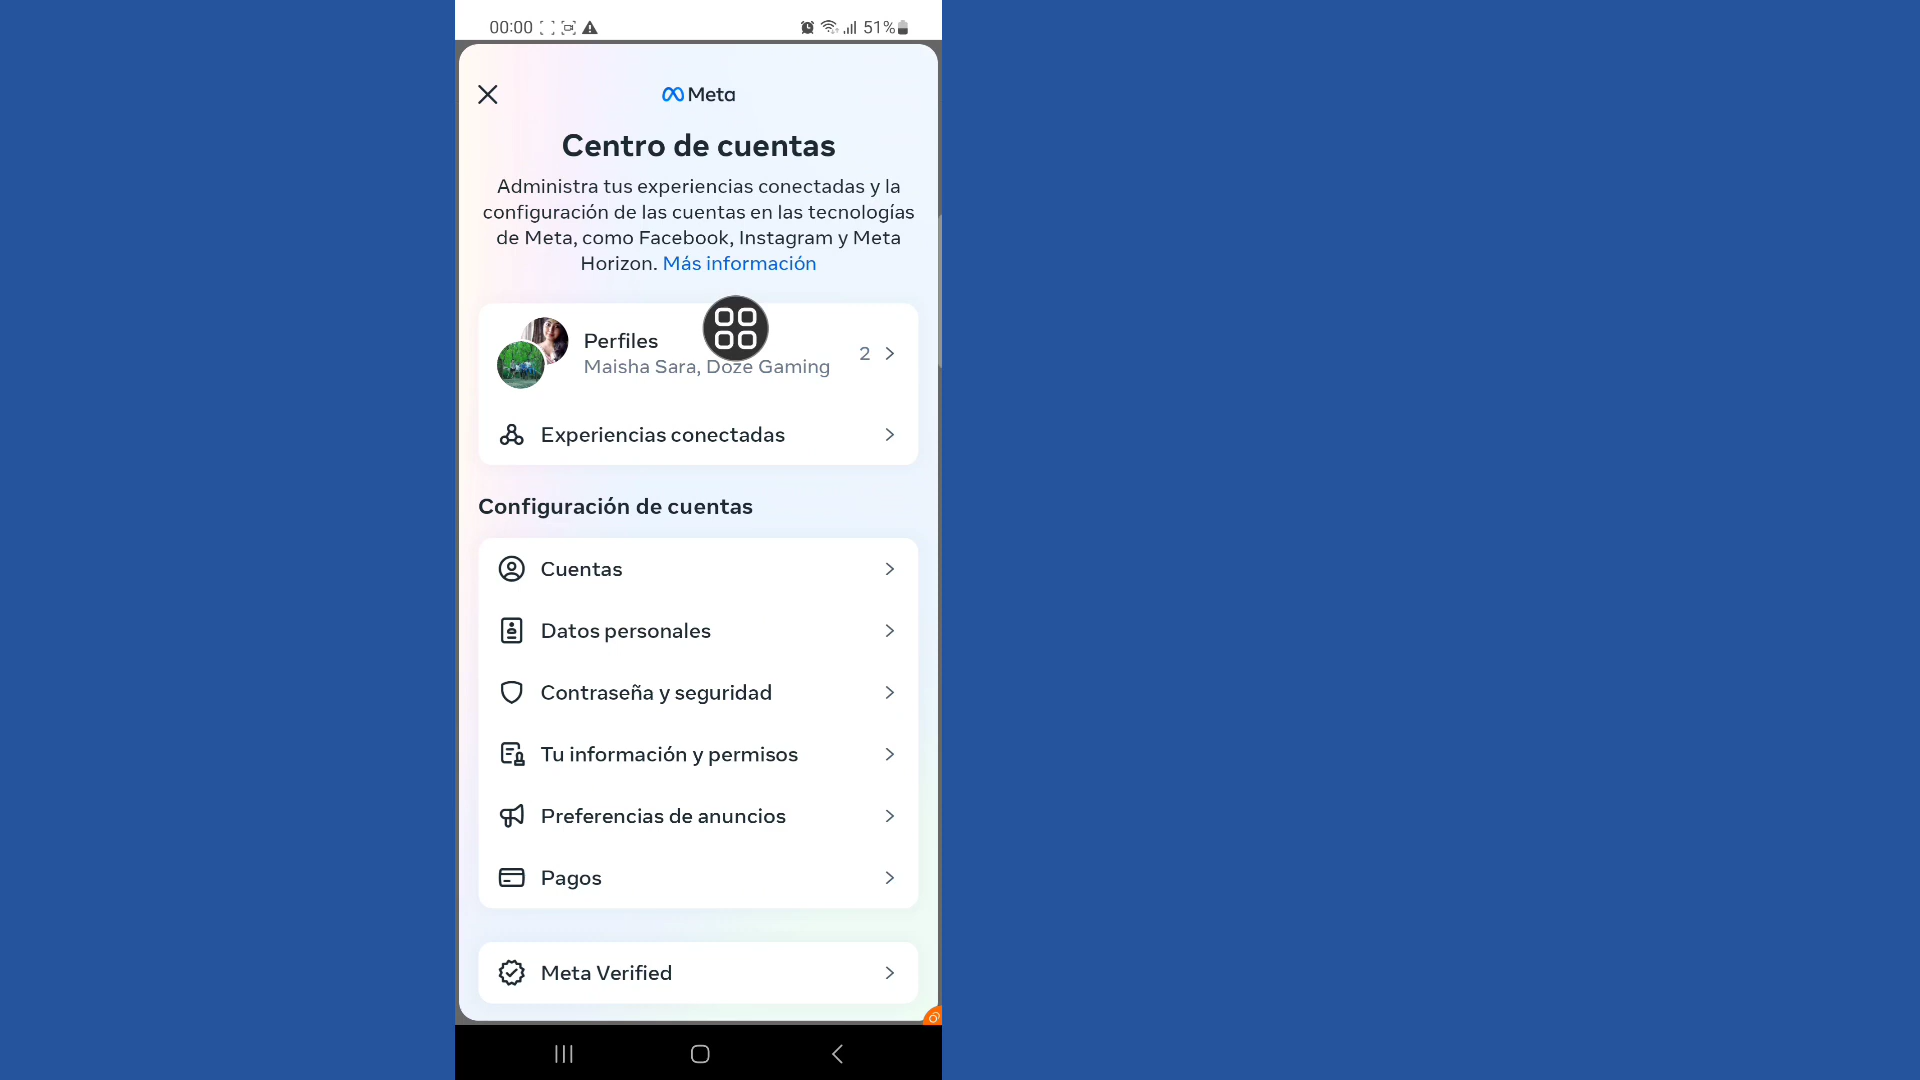 00:00
51%
Meta
Centro de cuentas
Administra tus experiencias conectadas y la
configuración de las cuentas en las tecnologías
de Meta, como Facebook, Instagram y Meta
Horizon. Más información
Perfiles
Maisha Sara, Doze Gaming
2
Experiencias conectadas
Configuración de cuentas
Cuentas
Datos personales
Contraseña y seguridad
Tu información y permisos
Preferencias de anuncios
Pagos
Meta Verified